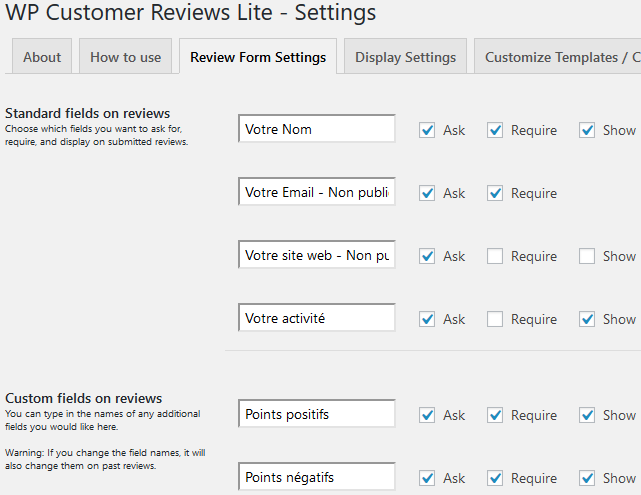 WP Customer Reviews Lite - Settings
About How to use Review Form Settings Display Settings Customize Templates / C
Standard fields on reviews
Choose which fields you want to ask for,
require, and display on submitted reviews.
Votre Nom Ask Require Show
Votre Email - Non publi Ask Require
Votre site web - Non pu Ask Require Show
Votre activité Ask Require Show
Custom fields on reviews
You can type in the names of any additional
fields you would like here.
Warning: If you change the field names, it will
also change them on past reviews.
Points positifs Ask Require Show
Points négatifs Ask Require Show